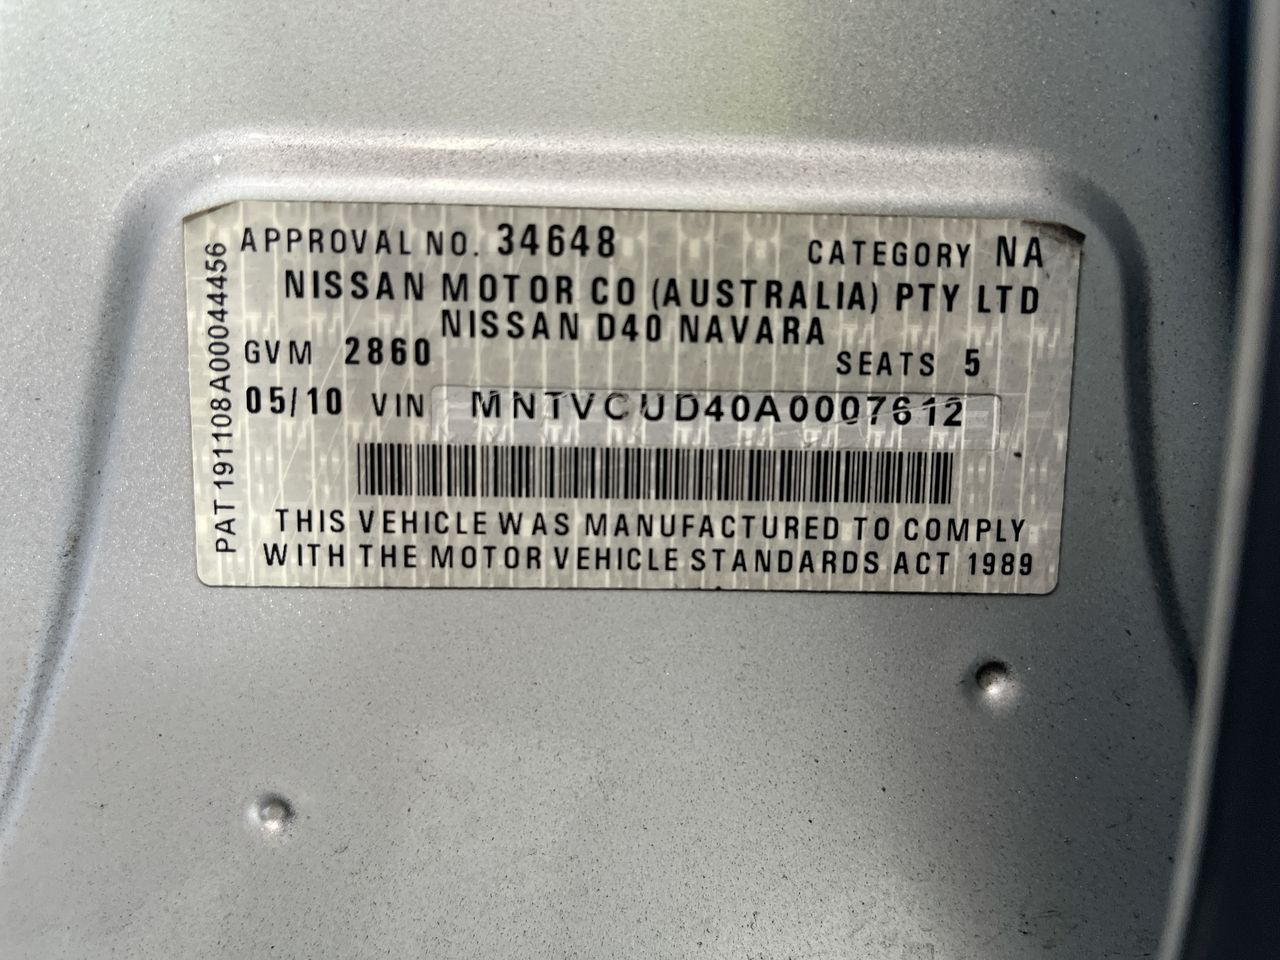 APPROVAL NO. 34648 CATEGORY NA
NISSAN MOTOR CO (AUSTRALIA) PTY LTD
NISSAN D40 NAVARA
GVM 2860 SEATS 5
05/10 VIN MNTVCUD40A0007612
THIS VEHICLE WAS MANUFACTURED TO COMPLY
WITH THE MOTOR VEHICLE STANDARDS ACT 1989
PAT 191108A00044456